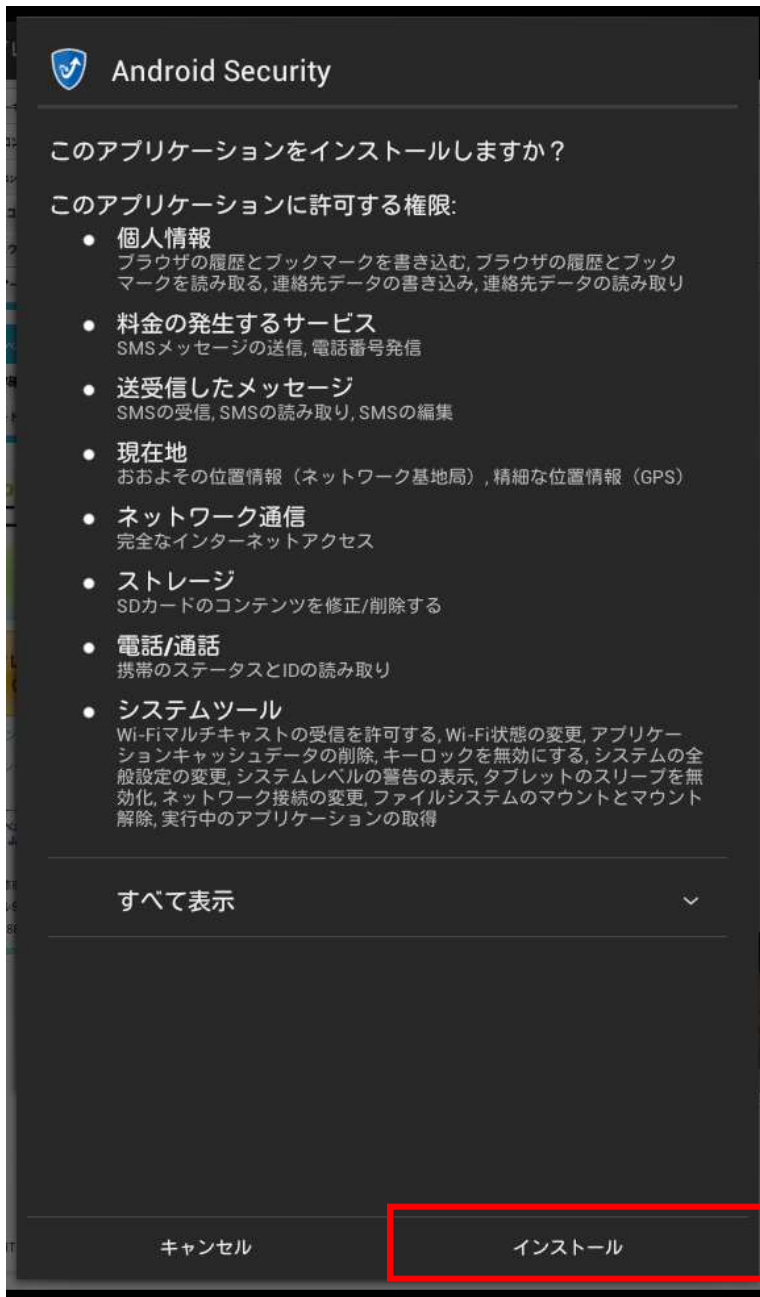 Android Security
このアプリケーションをインストールしますか？
このアプリケーションに許可する権限:
● 個人情報
ブラウザの履歴とブックマークを書き込む, ブラウザの履歴とブック
マークを読み取る, 連絡先データの書き込み, 連絡先データの読み取り
● 料金の発生するサービス
SMSメッセージの送信, 電話番号発信
● 送受信したメッセージ
SMSの受信, SMSの読み取り, SMSの編集
● 現在地
おおよその位置情報（ネットワーク基地局）, 精細な位置情報（GPS）
● ネットワーク通信
完全なインターネットアクセス
● ストレージ
SDカードのコンテンツを修正/削除する
● 電話/通話
携帯のステータスとIDの読み取り
● システムツール
Wi-Fiマルチキャストの受信を許可する, Wi-Fi状態の変更, アプリケー
ションキャッシュデータの削除, キーロックを無効にする, システムの全
般設定の変更, システムレベルの警告の表示, タブレットのスリープを無
効化, ネットワーク接続の変更, ファイルシステムのマウントとマウント
解除, 実行中のアプリケーションの取得
すべて表示
キャンセル
インストール